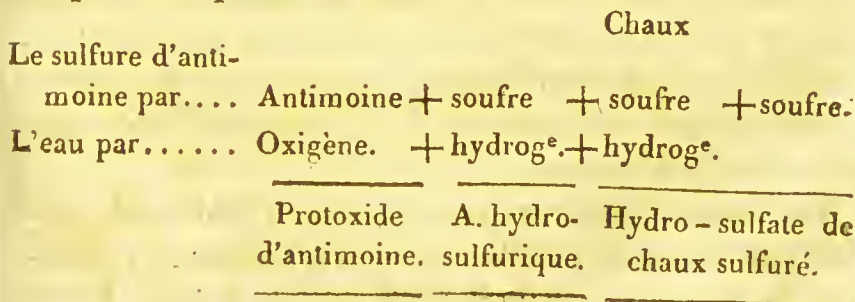 Chaux
Le sulfure d'anti-
moine par.... Antimoine + soufre + soufre + soufre.
L'eau par...... Oxigène. + hydrogᵉ. + hydrogᵉ.
Protoxide A. hydro- Hydro-sulfate de
d'antimoine. sulfurique. chaux sulfuré.